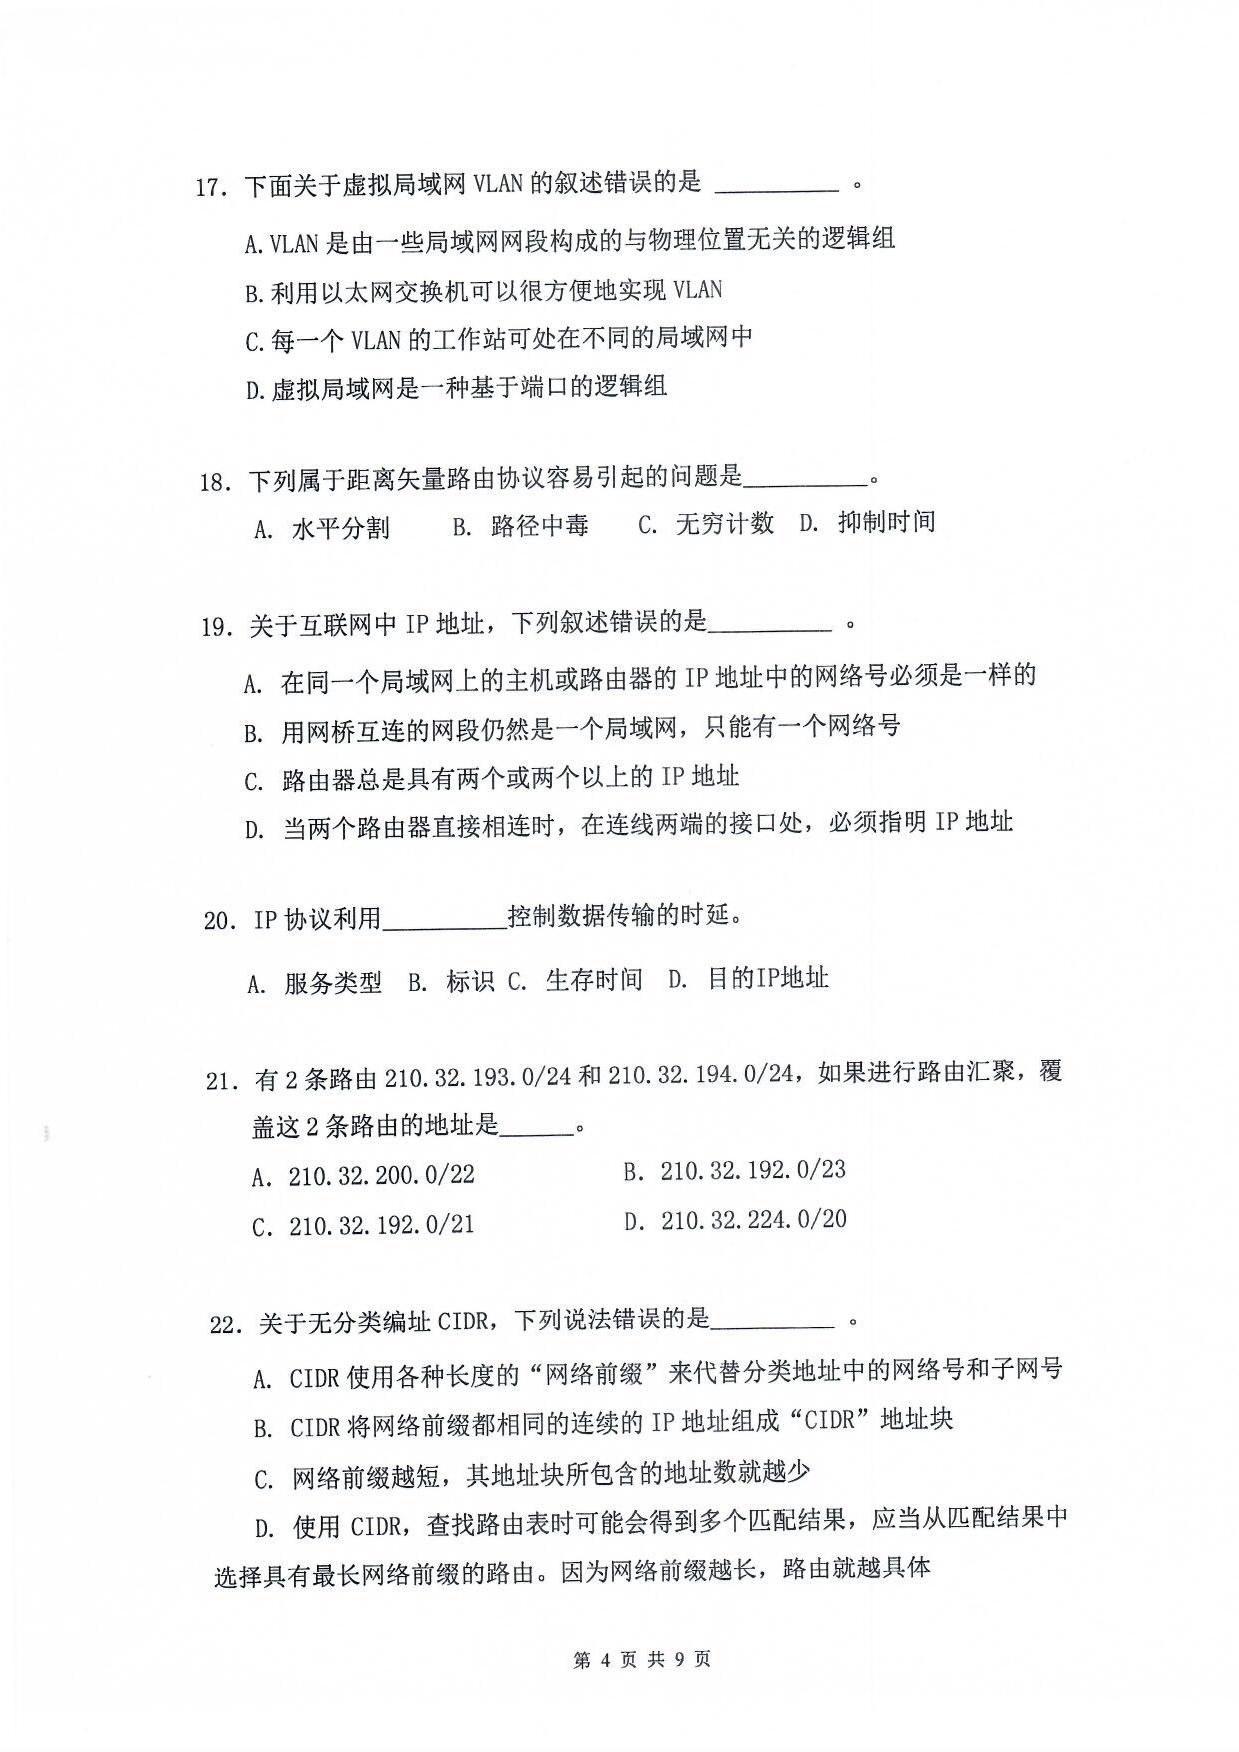 17. 下面关于虚拟局域网 VLAN 的叙述错误的是 __________ 。
A.VLAN 是由一些局域网网段构成的与物理位置无关的逻辑组
B.利用以太网交换机可以很方便地实现 VLAN
C.每一个 VLAN 的工作站可处在不同的局域网中
D.虚拟局域网是一种基于端口的逻辑组
18. 下列属于距离矢量路由协议容易引起的问题是__________。
A. 水平分割 B. 路径中毒 C. 无穷计数 D. 抑制时间
19. 关于互联网中 IP 地址，下列叙述错误的是__________ 。
A. 在同一个局域网上的主机或路由器的 IP 地址中的网络号必须是一样的
B. 用网桥互连的网段仍然是一个局域网，只能有一个网络号
C. 路由器总是具有两个或两个以上的 IP 地址
D. 当两个路由器直接相连时，在连线两端的接口处，必须指明 IP 地址
20. IP 协议利用__________控制数据传输的时延。
A. 服务类型 B. 标识 C. 生存时间 D. 目的IP地址
21. 有 2 条路由 210.32.193.0/24 和 210.32.194.0/24，如果进行路由汇聚，覆
盖这 2 条路由的地址是______。
A. 210.32.200.0/22 B. 210.32.192.0/23
C. 210.32.192.0/21 D. 210.32.224.0/20
22. 关于无分类编址 CIDR，下列说法错误的是__________ 。
A. CIDR 使用各种长度的“网络前缀”来代替分类地址中的网络号和子网号
B. CIDR 将网络前缀都相同的连续的 IP 地址组成“CIDR”地址块
C. 网络前缀越短，其地址块所包含的地址数就越少
D. 使用 CIDR，查找路由表时可能会得到多个匹配结果，应当从匹配结果中
选择具有最长网络前缀的路由。因为网络前缀越长，路由就越具体
第 4 页 共 9 页